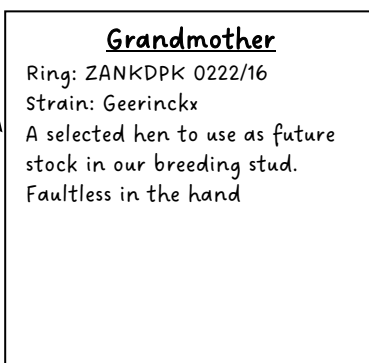 Grandmother
Ring: ZANKDPK 0222/16
Strain: Geerinckx
A selected hen to use as future
stock in our breeding stud.
Faultless in the hand